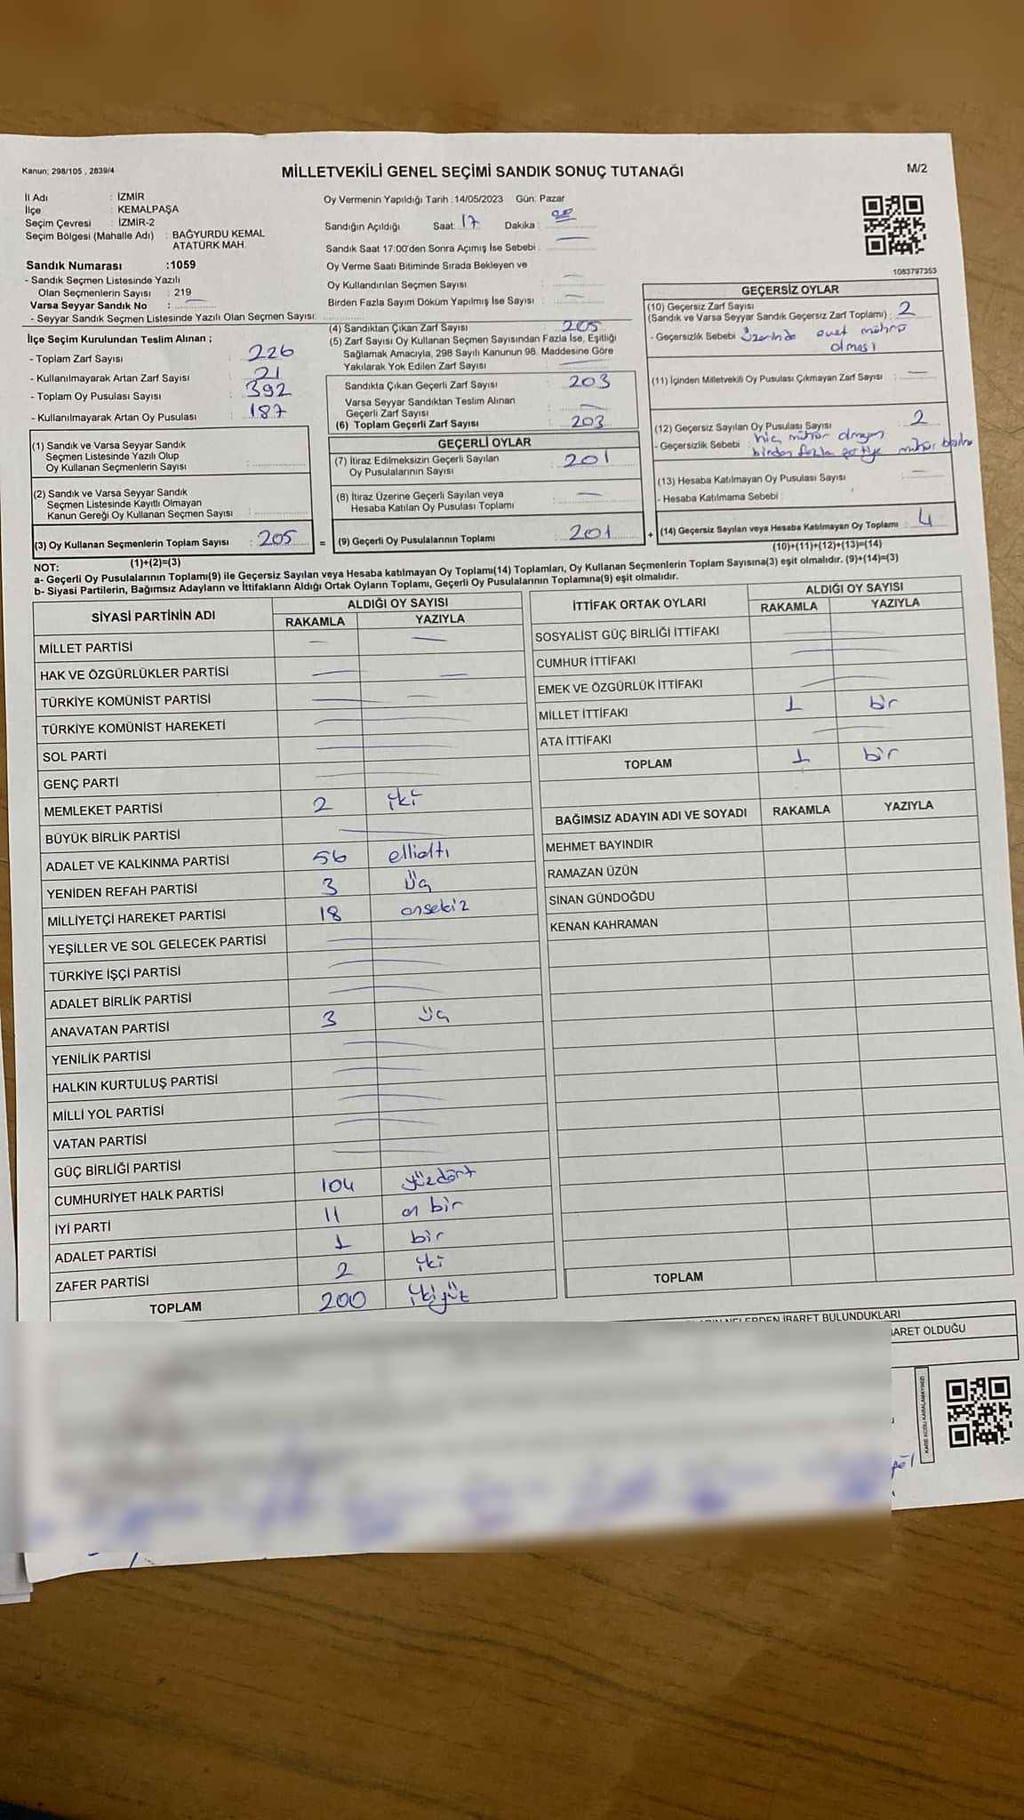 Kanun: 298/105 , 2839/4
MİLLETVEKİLİ GENEL SEÇİMİ SANDIK SONUÇ TUTANAĞI
M/2
İl Adı : İZMİR
İlçe : KEMALPAŞA
Seçim Çevresi : İZMİR-2
Seçim Bölgesi (Mahalle Adı) : BAĞYURDU KEMAL
ATATÜRK MAH.
Sandık Numarası :1059
- Sandık Seçmen Listesinde Yazılı
Olan Seçmenlerin Sayısı : 219
Varsa Seyyar Sandık No : —
- Seyyar Sandık Seçmen Listesinde Yazılı Olan Seçmen Sayısı:
Oy Vermenin Yapıldığı Tarih : 14/05/2023 Gün: Pazar
Sandığın Açıldığı Saat: 17 Dakika :
Sandık Saat 17:00'den Sonra Açımış İse Sebebi : —
Oy Verme Saati Bitiminde Sırada Bekleyen ve
Oy Kullandırılan Seçmen Sayısı : —
Birden Fazla Sayım Döküm Yapılmış İse Sayısı : —
1083797353
İlçe Seçim Kurulundan Teslim Alınan ;
- Toplam Zarf Sayısı : 226
- Kullanılmayarak Artan Zarf Sayısı : 21
- Toplam Oy Pusulası Sayısı : 392
- Kullanılmayarak Artan Oy Pusulası : 187
(1) Sandık ve Varsa Seyyar Sandık
Seçmen Listesinde Yazılı Olup
Oy Kullanan Seçmenlerin Sayısı :
(2) Sandık ve Varsa Seyyar Sandık
Seçmen Listesinde Kayıtlı Olmayan
Kanun Gereği Oy Kullanan Seçmen Sayısı :
(3) Oy Kullanan Seçmenlerin Toplam Sayısı : 205 =
(1)+(2)=(3)
(4) Sandıktan Çıkan Zarf Sayısı : 205
(5) Zarf Sayısı Oy Kullanan Seçmen Sayısından Fazla İse, Eşitliği
Sağlamak Amacıyla, 298 Sayılı Kanunun 98. Maddesine Göre
Yakılarak Yok Edilen Zarf Sayısı : —
Sandıkta Çıkan Geçerli Zarf Sayısı : 203
Varsa Seyyar Sandıktan Teslim Alınan
Geçerli Zarf Sayısı : —
(6) Toplam Geçerli Zarf Sayısı : 203
GEÇERLİ OYLAR
(7) İtiraz Edilmeksizin Geçerli Sayılan
Oy Pusulalarının Sayısı : 201
(8) İtiraz Üzerine Geçerli Sayılan veya
Hesaba Katılan Oy Pusulası Toplamı : —
(9) Geçerli Oy Pusulalarının Toplamı : 201 +
GEÇERSİZ OYLAR
(10) Geçersiz Zarf Sayısı
(Sandık ve Varsa Seyyar Sandık Geçersiz Zarf Toplamı) : 2
- Geçersizlik Sebebi : üzerinde evet mührü
olması
(11) İçinden Milletvekili Oy Pusulası Çıkmayan Zarf Sayısı : —
(12) Geçersiz Sayılan Oy Pusulası Sayısı : 2
- Geçersizlik Sebebi : hiç mühür olmayan
birden fazla partiye mühür
(13) Hesaba Katılmayan Oy Pusulası Sayısı : —
- Hesaba Katılmama Sebebi :
(14) Geçersiz Sayılan veya Hesaba Katılmayan Oy Toplamı : 4
(10)+(11)+(12)+(13)=(14)
NOT:
a- Geçerli Oy Pusulalarının Toplamı(9) ile Geçersiz Sayılan veya Hesaba Katılmayan Oy Toplamı(14) Toplamları, Oy Kullanan Seçmenlerin Toplam Sayısına(3) eşit olmalıdır. (9)+(14)=(3)
b- Siyasi Partilerin, Bağımsız Adayların ve İttifakların Aldığı Ortak Oyların Toplamı, Geçerli Oy Pusulalarının Toplamına(9) eşit olmalıdır.
SİYASİ PARTİNİN ADI
ALDIĞI OY SAYISI
RAKAMLA YAZIYLA
MİLLET PARTİSİ — —
HAK VE ÖZGÜRLÜKLER PARTİSİ — —
TÜRKİYE KOMÜNİST PARTİSİ — —
TÜRKİYE KOMÜNİST HAREKETİ —
SOL PARTİ —
GENÇ PARTİ —
MEMLEKET PARTİSİ 2 iki
BÜYÜK BİRLİK PARTİSİ —
ADALET VE KALKINMA PARTİSİ 56 ellialtı
YENİDEN REFAH PARTİSİ 3 üç
MİLLİYETÇİ HAREKET PARTİSİ 18 onsekiz
YEŞİLLER VE SOL GELECEK PARTİSİ —
TÜRKİYE İŞÇİ PARTİSİ —
ADALET BİRLİK PARTİSİ —
ANAVATAN PARTİSİ 3 üç
YENİLİK PARTİSİ —
HALKIN KURTULUŞ PARTİSİ —
MİLLİ YOL PARTİSİ —
VATAN PARTİSİ —
GÜÇ BİRLİĞİ PARTİSİ —
CUMHURİYET HALK PARTİSİ 104 yüzdört
İYİ PARTİ 11 on bir
ADALET PARTİSİ 1 bir
ZAFER PARTİSİ 2 iki
TOPLAM 200 ikiyüz
İTTİFAK ORTAK OYLARI
ALDIĞI OY SAYISI
RAKAMLA YAZIYLA
SOSYALİST GÜÇ BİRLİĞİ İTTİFAKI —
CUMHUR İTTİFAKI —
EMEK VE ÖZGÜRLÜK İTTİFAKI —
MİLLET İTTİFAKI 1 bir
ATA İTTİFAKI —
TOPLAM 1 bir
BAĞIMSIZ ADAYIN ADI VE SOYADI RAKAMLA YAZIYLA
MEHMET BAYINDIR
RAMAZAN ÜZÜN
SİNAN GÜNDOĞDU
KENAN KAHRAMAN
TOPLAM
İBARET BULUNDUKLARI
OLDUĞU